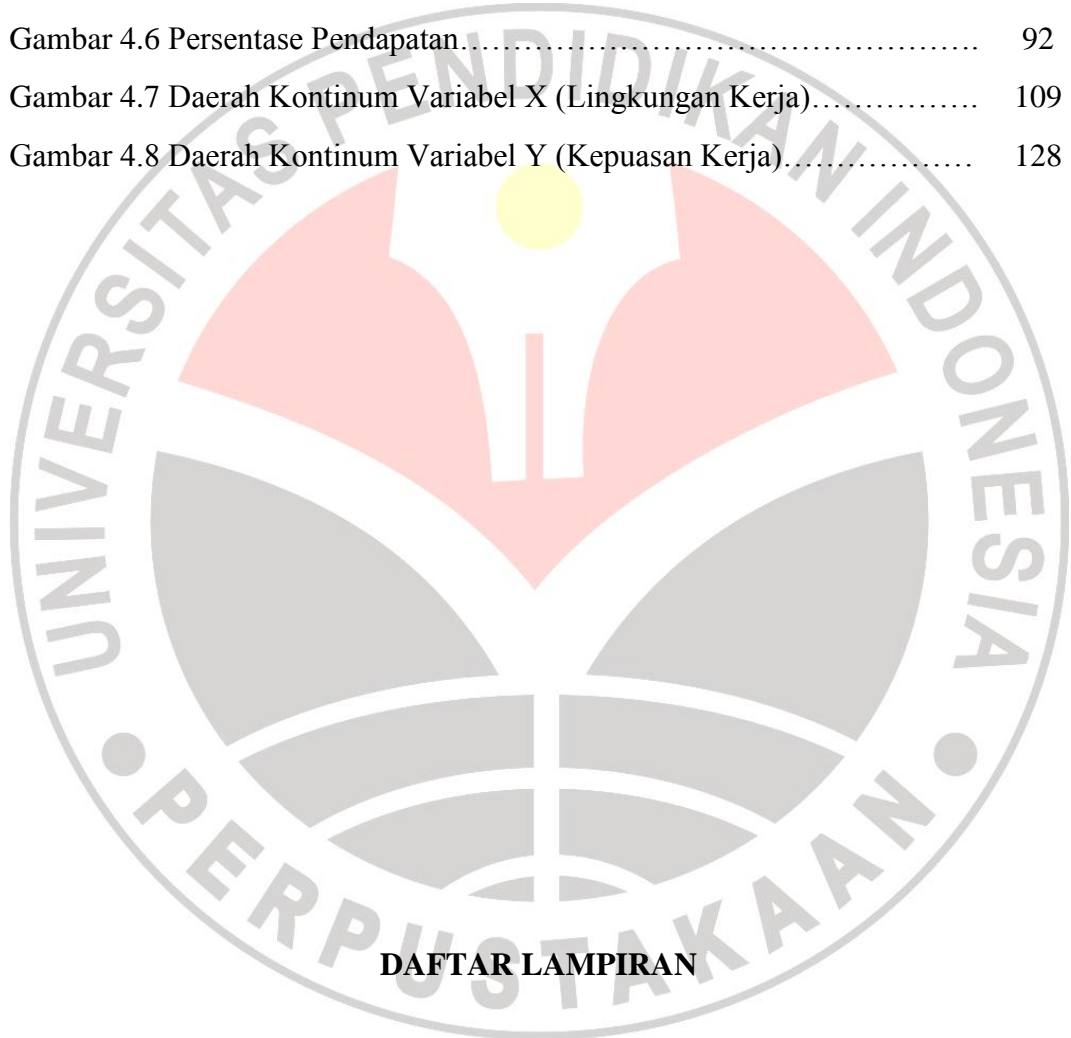 Gambar 4.6 Persentase Pendapatan……………………………………………. 92
Gambar 4.7 Daerah Kontinum Variabel X (Lingkungan Kerja)……………. 109
Gambar 4.8 Daerah Kontinum Variabel Y (Kepuasan Kerja)……………… 128
UNIVERSITAS PENDIDIKAN INDONESIA
PERPUSTAKAAN
DAFTAR LAMPIRAN